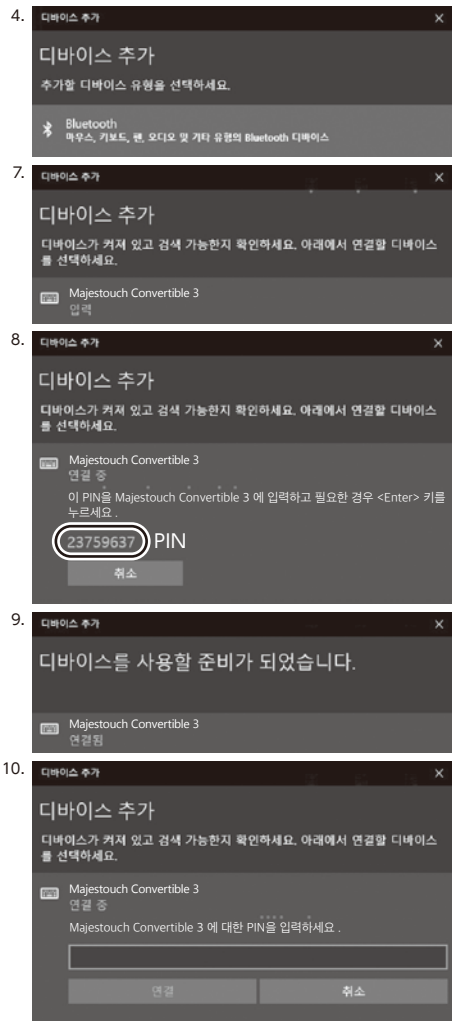 4.
디바이스 추가
디바이스 추가
추가할 디바이스 유형을 선택하세요.
Bluetooth
마우스, 키보드, 펜, 오디오 및 기타 유형의 Bluetooth 디바이스
7.
디바이스 추가
디바이스 추가
디바이스가 켜져 있고 검색 가능한지 확인하세요. 아래에서 연결할 디바이스
를 선택하세요.
Majestouch Convertible 3
입력
8.
디바이스 추가
디바이스 추가
디바이스가 켜져 있고 검색 가능한지 확인하세요. 아래에서 연결할 디바이스
를 선택하세요.
Majestouch Convertible 3
연결 중
이 PIN을 Majestouch Convertible 3 에 입력하고 필요한 경우 <Enter> 키를
누르세요 .
23759637 PIN
취소
9.
디바이스 추가
디바이스를 사용할 준비가 되었습니다.
Majestouch Convertible 3
연결됨
10.
디바이스 추가
디바이스 추가
디바이스가 켜져 있고 검색 가능한지 확인하세요. 아래에서 연결할 디바이스
를 선택하세요.
Majestouch Convertible 3
연결 중
Majestouch Convertible 3 에 대한 PIN을 입력하세요 .
연결 취소